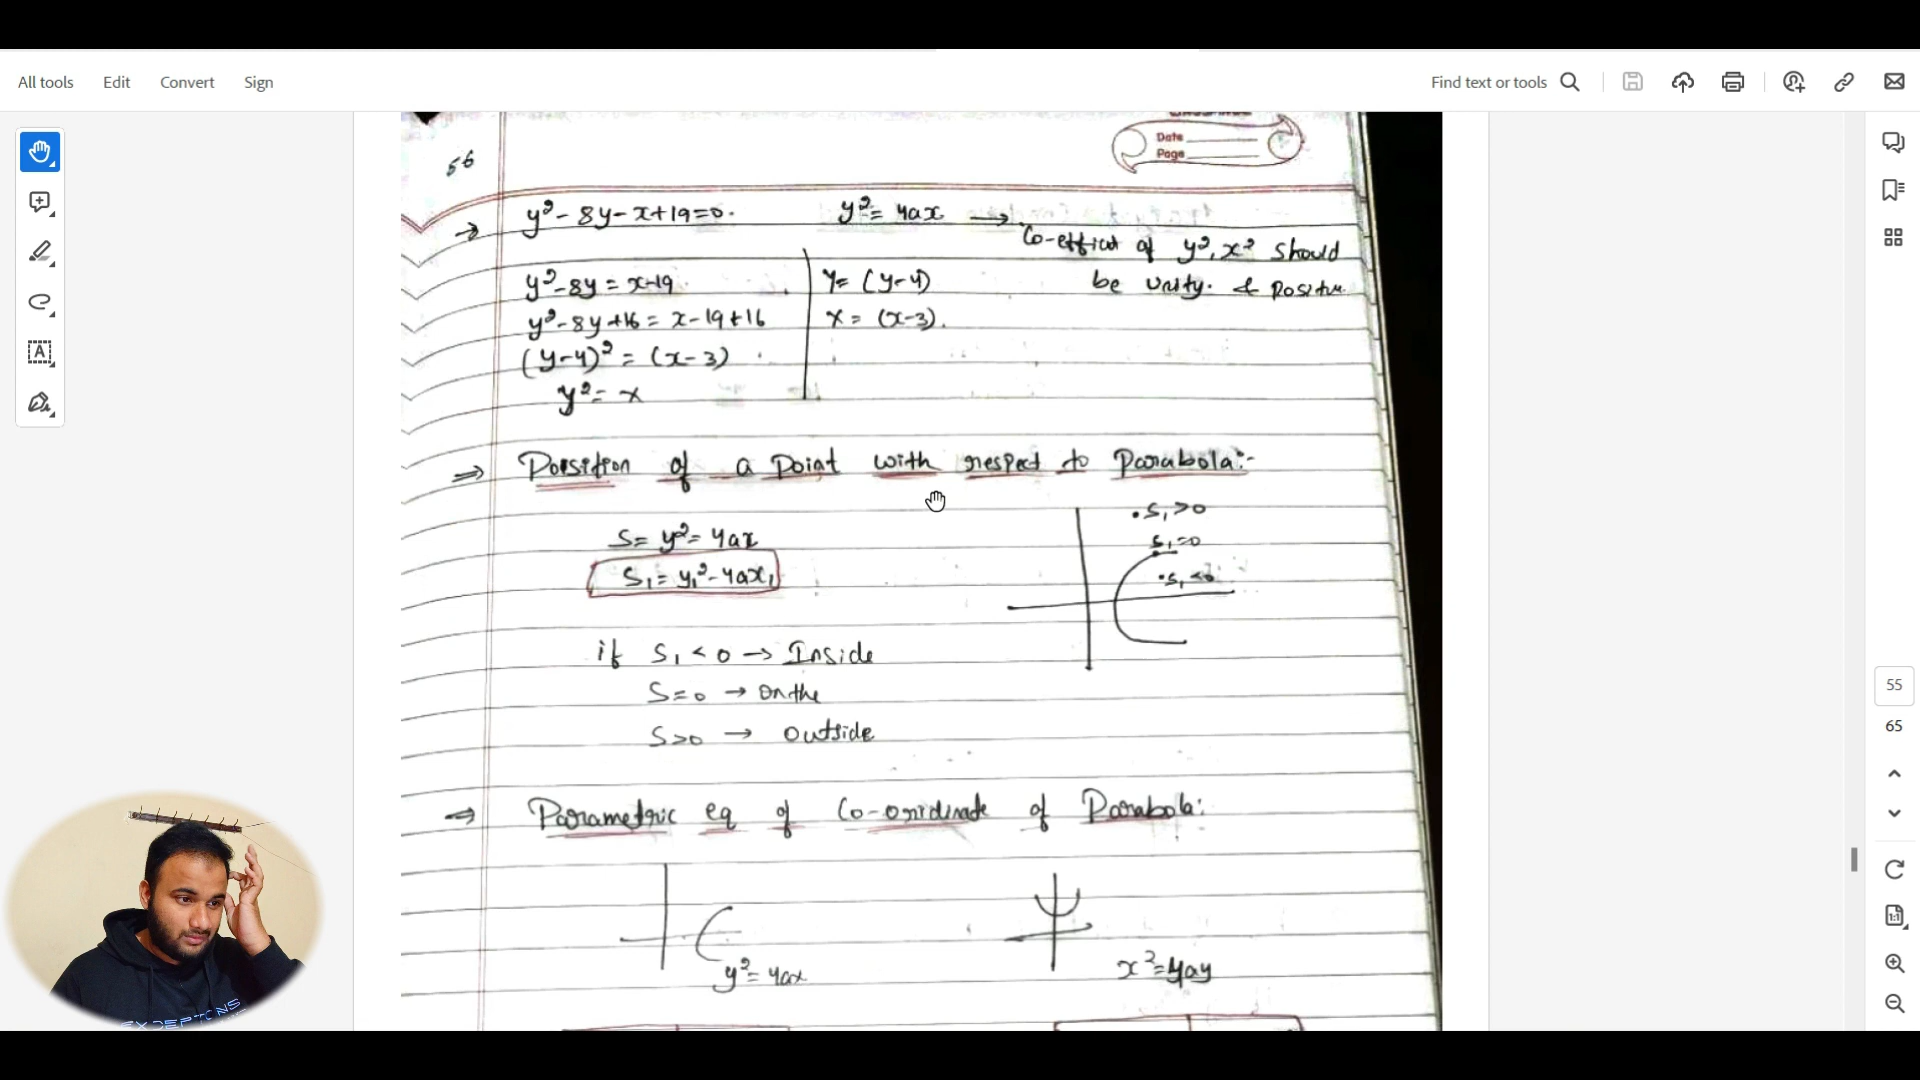 All tools Edit Convert Sign Find text or tools
Date
Page
56
y²- 8y-x+19=0. y²= 4ax →
y²-8y = x-19 y= (y-4) be unity. & Positive
Co-efficient of y², x² should
y²-8y+16 = x-19+16 x = (x-3).
(y-4)² = (x-3)
y²= x
⇒ Porsition of a Point with respect to Parabola:-
.S₁>0
S= y²= 4ax S₁=0
S₁= y₁²-4ax₁ .S₁<0
if S₁ < 0 → Inside
S=0 → on the
S>0 → outside
55
65
⇒ Parametric eq of Co-ordinate of Parabola:
y²= 4ax x²=4ay
EXCEPTIONS